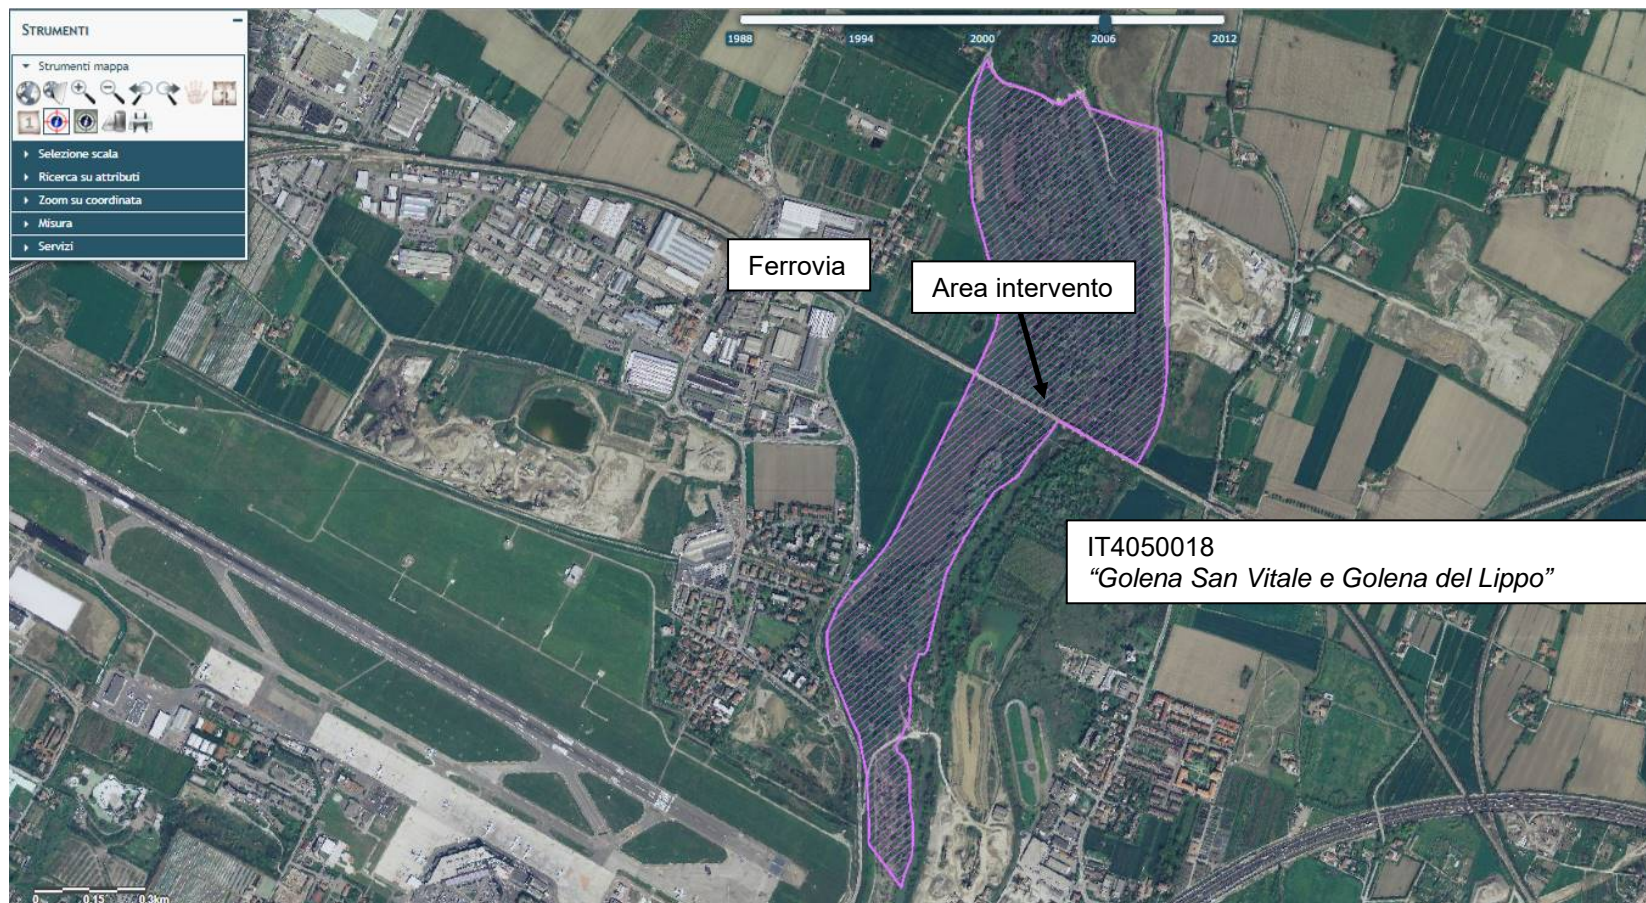 STRUMENTI
Strumenti mappa
1
Selezione scala
Ricerca su attributi
Zoom su coordinata
Misura
Servizi
1988 1994 2000 2006 2012
Ferrovia
Area intervento
IT4050018
“Golena San Vitale e Golena del Lippo”
0 0.15 0.3km